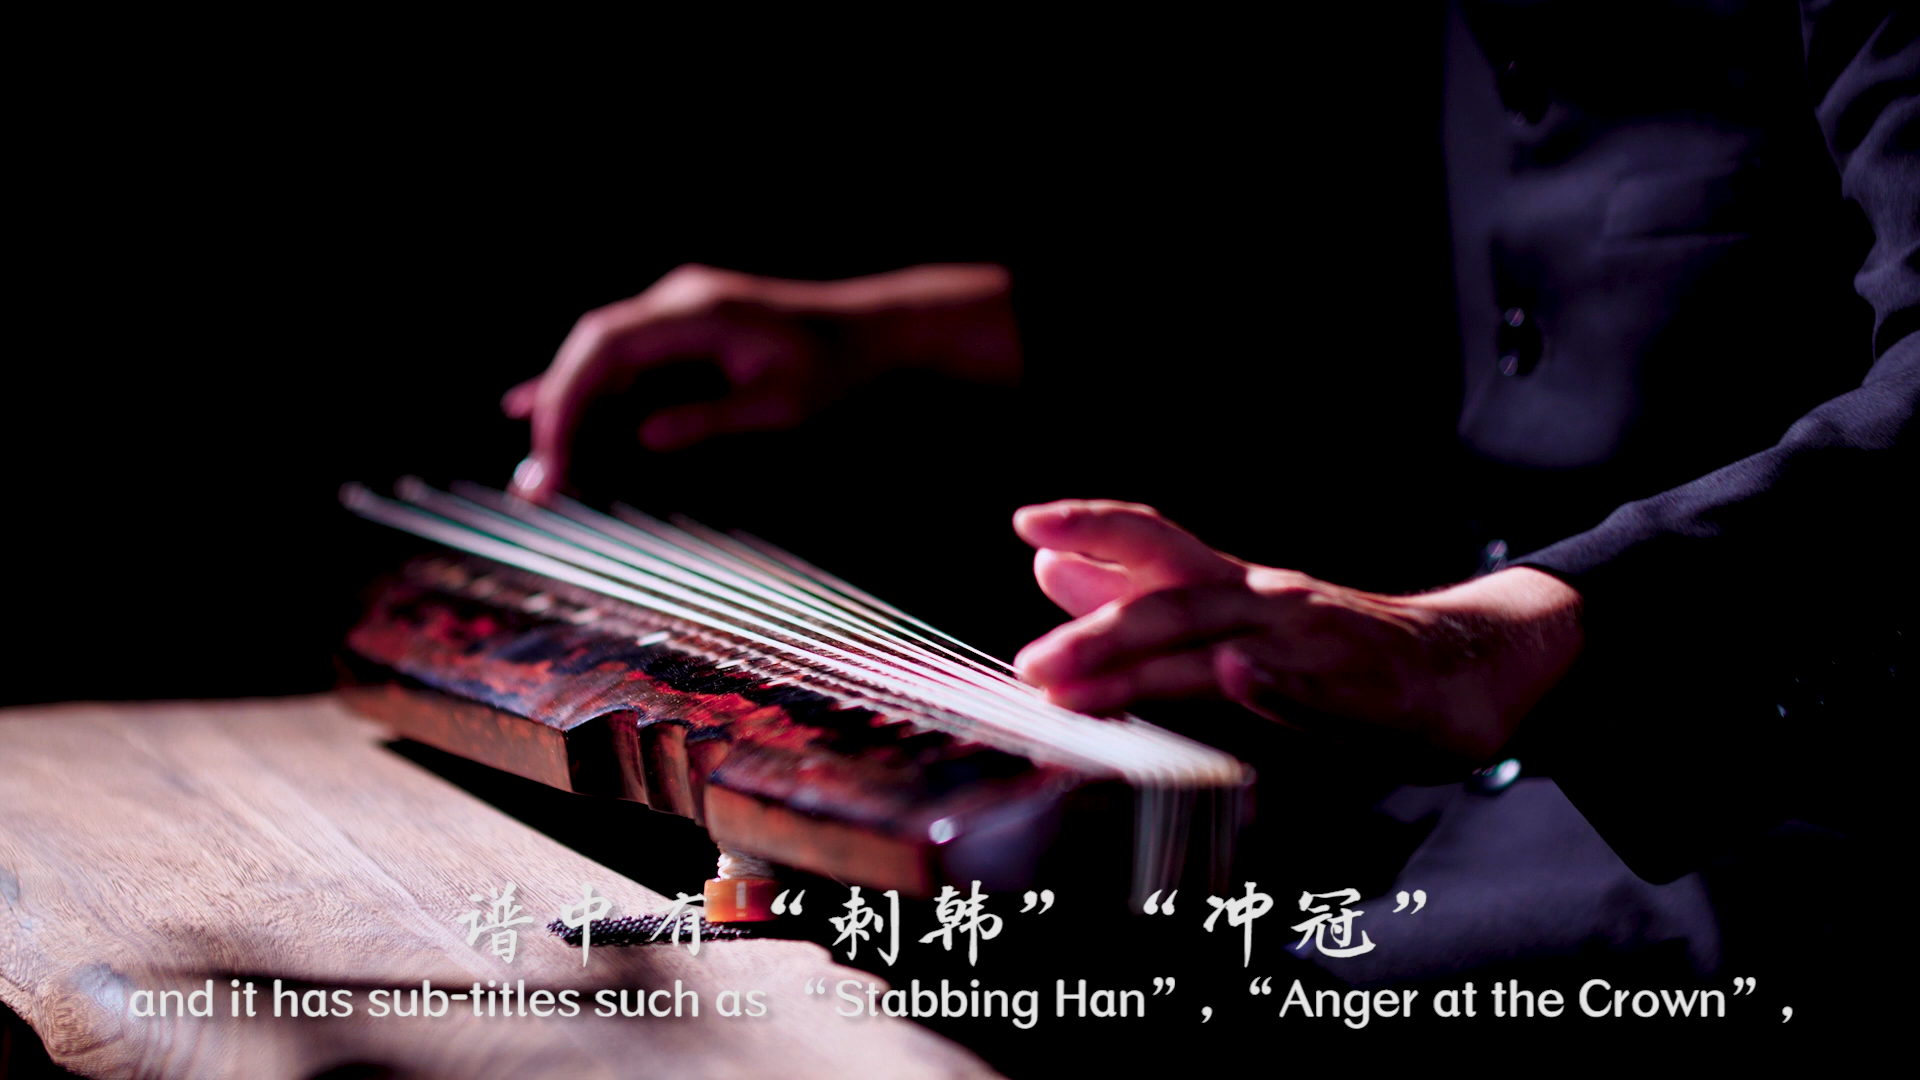 谱中有“刺韩” “冲冠”
and it has sub-titles such as “Stabbing Han”,“Anger at the Crown”,